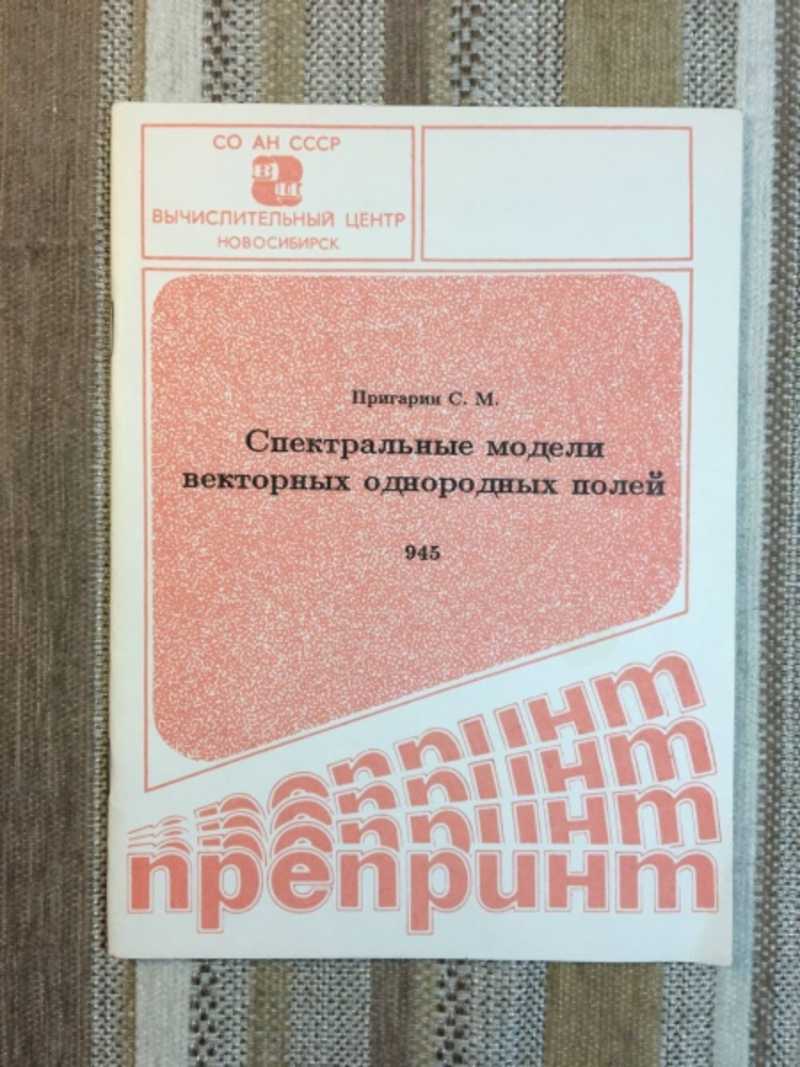 СО АН СССР
ВЦ
ВЫЧИСЛИТЕЛЬНЫЙ ЦЕНТР
НОВОСИБИРСК
Пригарин С. М.
Спектральные модели
векторных однородных полей
945
препринт
препринт
препринт
препринт